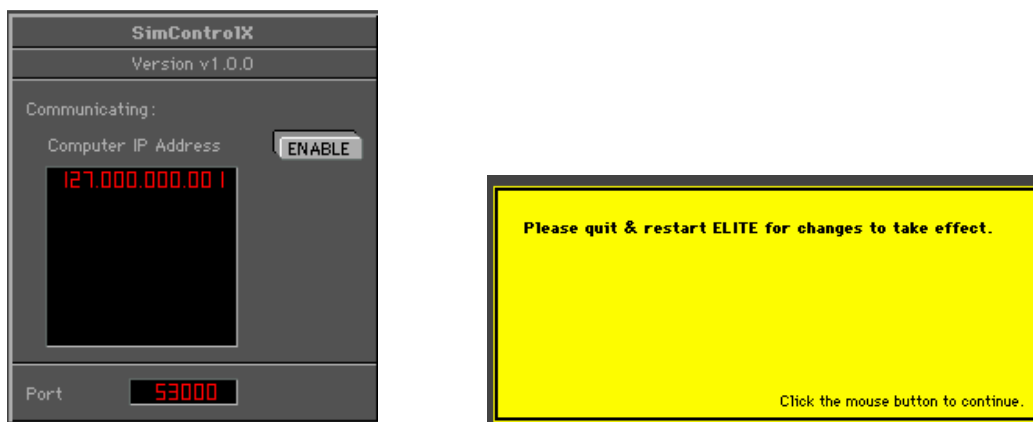 SimControlX
Version v1.0.0
Communicating:
Computer IP Address
ENABLE
127.000.000.001
Port
53000
Please quit & restart ELITE for changes to take effect.
Click the mouse button to continue.